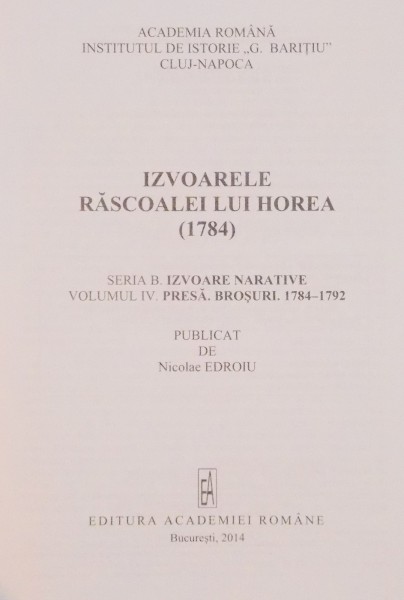 ACADEMIA ROMÂNĂ
INSTITUTUL DE ISTORIE „G. BARIȚIU”
CLUJ-NAPOCA
IZVOARELE
RĂSCOALEI LUI HOREA
(1784)
SERIA B. IZVOARE NARATIVE
VOLUMUL IV. PRESĂ. BROȘURI. 1784–1792
PUBLICAT
DE
Nicolae EDROIU
EA
EDITURA ACADEMIEI ROMÂNE
București, 2014